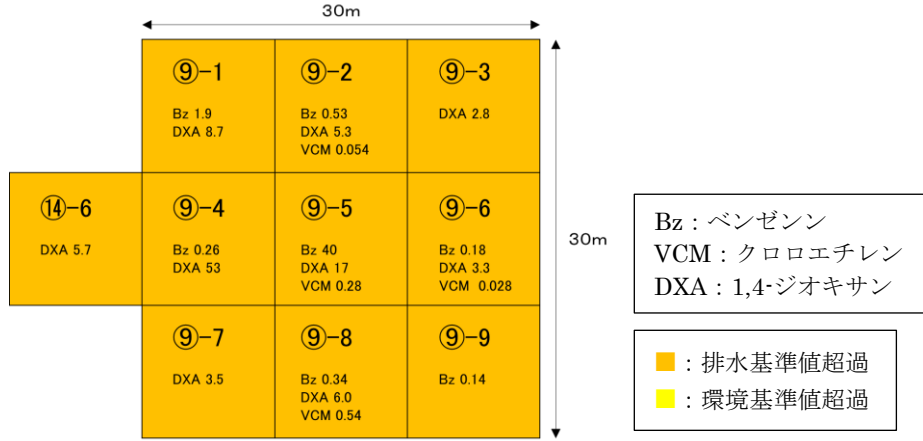 30m
⑨-1
Bz 1.9
DXA 8.7
⑨-2
Bz 0.53
DXA 5.3
VCM 0.054
⑨-3
DXA 2.8
⑭-6
DXA 5.7
⑨-4
Bz 0.26
DXA 53
⑨-5
Bz 40
DXA 17
VCM 0.28
⑨-6
Bz 0.18
DXA 3.3
VCM 0.028
30m
⑨-7
DXA 3.5
⑨-8
Bz 0.34
DXA 6.0
VCM 0.54
⑨-9
Bz 0.14
Bz：ベンゼンン
VCM：クロロエチレン
DXA：1,4-ジオキサン
：排水基準値超過
：環境基準値超過